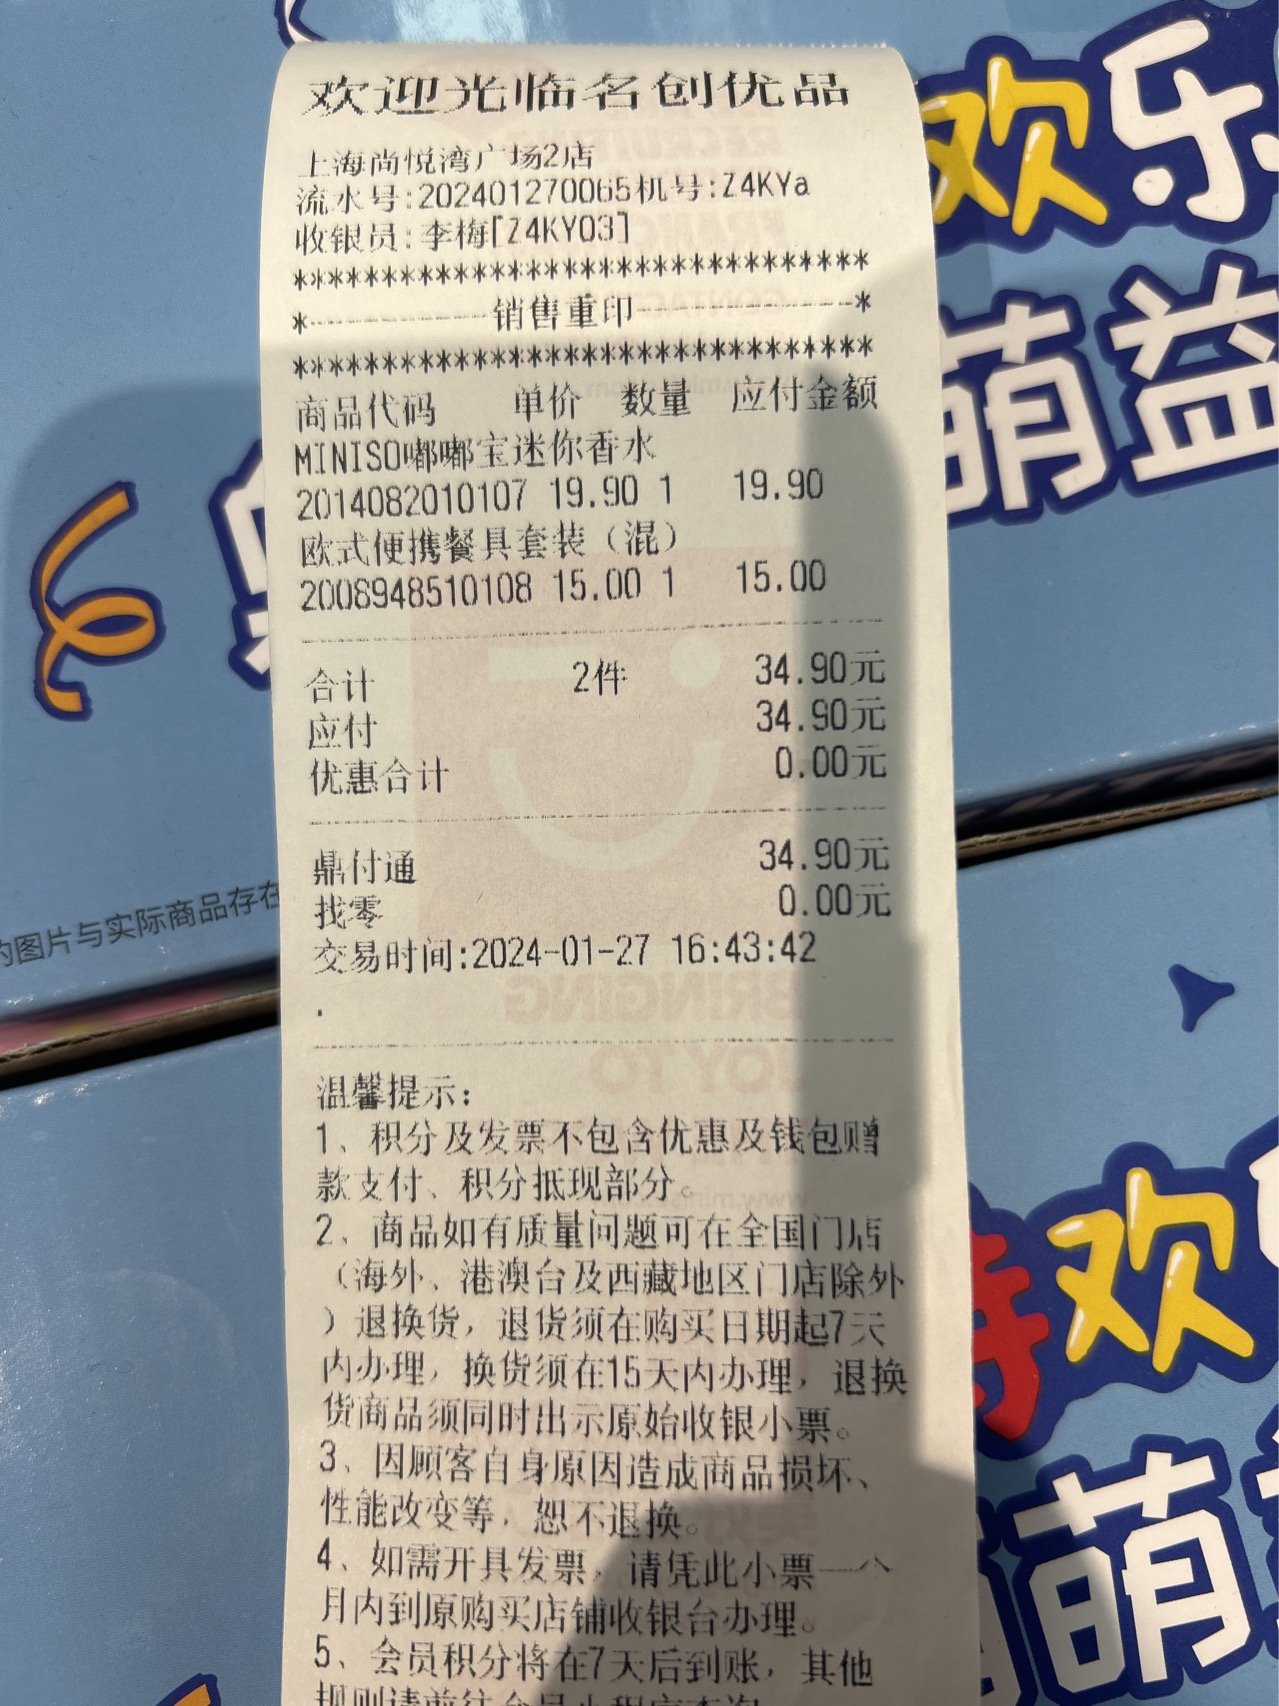 欢迎光临名创优品
上海尚悦湾广场2店
流水号:202401270065机号:Z4KYa
收银员:李梅[Z4KY03]
********************************
*---------------销售重印------------------*
********************************
商品代码 单价 数量 应付金额
MINISO嘟嘟宝迷你香水
2014082010107 19.90 1 19.90
欧式便携餐具套装（混）
2008948510108 15.00 1 15.00
合计 2件 34.90元
应付 34.90元
优惠合计 0.00元
鼎付通 34.90元
找零 0.00元
交易时间:2024-01-27 16:43:42
.
温馨提示:
1、积分及发票不包含优惠及钱包赠
款支付、积分抵现部分。
2、商品如有质量问题可在全国门店
（海外、港澳台及西藏地区门店除外
）退换货，退货须在购买日期起7天
内办理，换货须在15天内办理，退换
货商品须同时出示原始收银小票。
3、因顾客自身原因造成商品损坏、
性能改变等，恕不退换。
4、如需开具发票，请凭此小票一个
月内到原购买店铺收银台办理。
5、会员积分将在7天后到账，其他
欢乐
萌益
的图片与实际商品存在
欢
萌